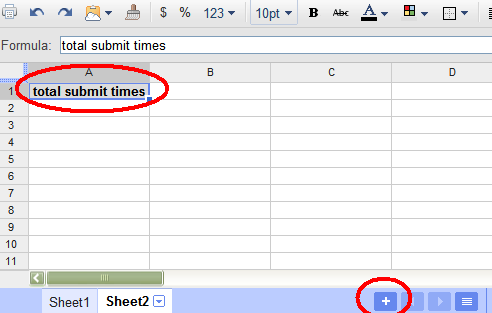 $ % 123 10pt B Abc A
Formula: total submit times
A B C D
1 total submit times
2
3
4
5
6
7
8
9
10
11
Sheet1 Sheet2 +